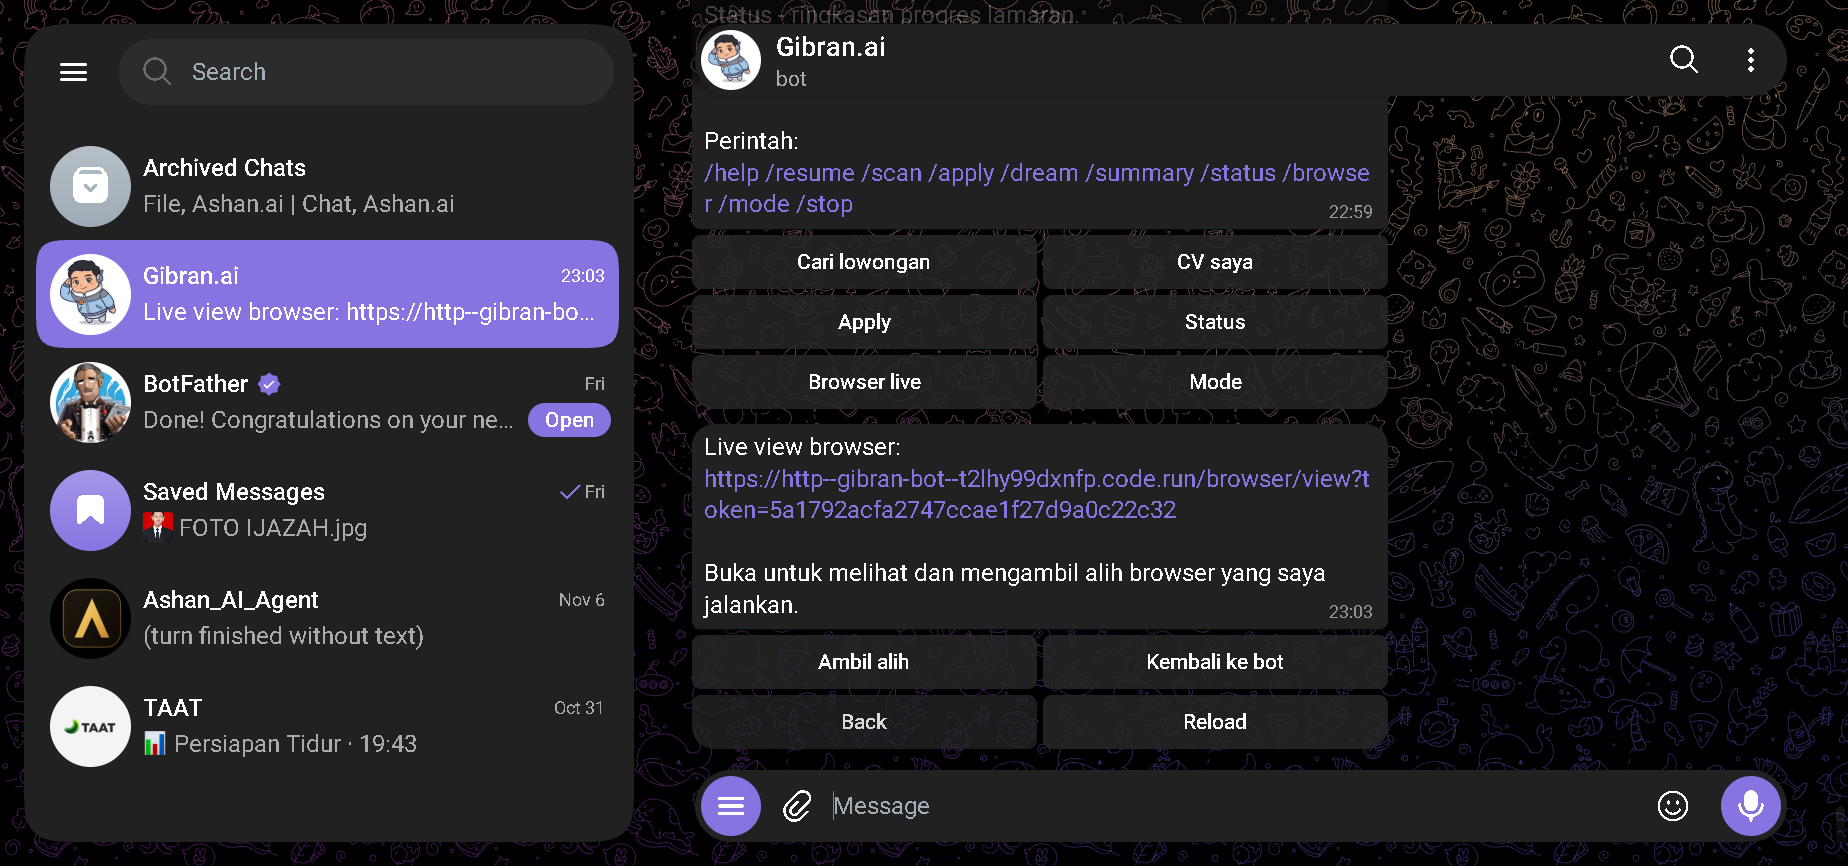 Search
Archived Chats
File, Ashan.ai | Chat, Ashan.ai
Gibran.ai
23:03
Live view browser: https://http--gibran-bo...
BotFather
Fri
Done! Congratulations on your ne...
Open
Saved Messages
Fri
FOTO IJAZAH.jpg
Ashan_AI_Agent
Nov 6
(turn finished without text)
TAAT
TAAT
Oct 31
Persiapan Tidur · 19:43
Status - ringkasan progres lamaran.
Gibran.ai
bot
Perintah:
/help /resume /scan /apply /dream /summary /status /browse
r /mode /stop
22:59
Cari lowongan
CV saya
Apply
Status
Browser live
Mode
Live view browser:
https://http--gibran-bot--t2lhy99dxnfp.code.run/browser/view?t
oken=5a1792acfa2747ccae1f27d9a0c22c32
Buka untuk melihat dan mengambil alih browser yang saya
jalankan.
23:03
Ambil alih
Kembali ke bot
Back
Reload
Message